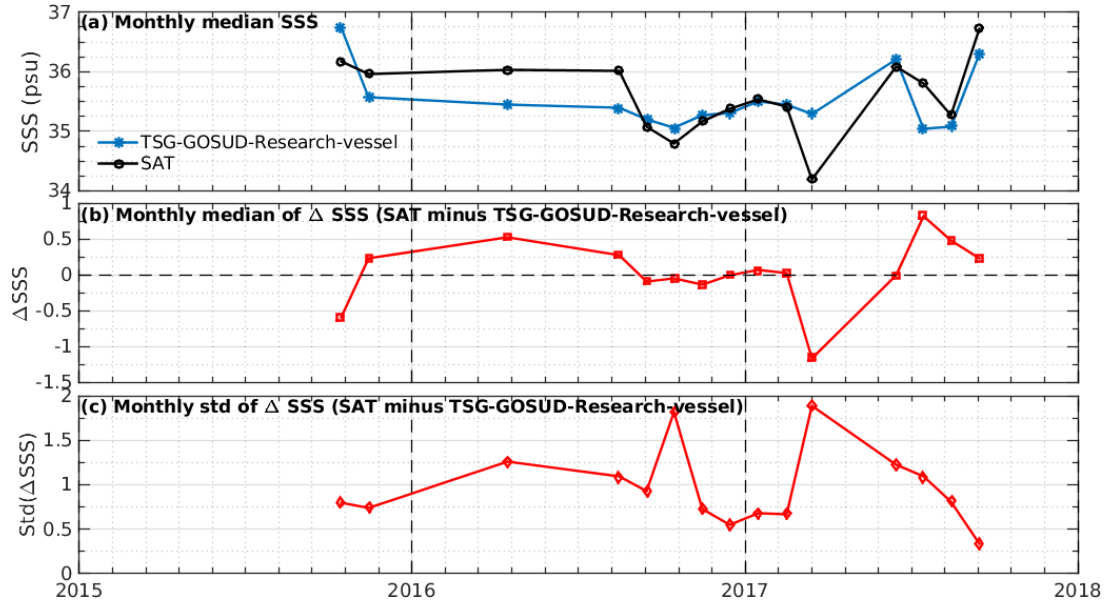 37
(a) Monthly median SSS
36
SSS (psu)
35
TSG-GOSUD-Research-vessel
SAT
34
1
(b) Monthly median of Δ SSS (SAT minus TSG-GOSUD-Research-vessel)
0.5
0
ΔSSS
-0.5
-1
-1.5
2
(c) Monthly std of Δ SSS (SAT minus TSG-GOSUD-Research-vessel)
1.5
Std(ΔSSS)
1
0.5
0
2015 2016 2017 2018